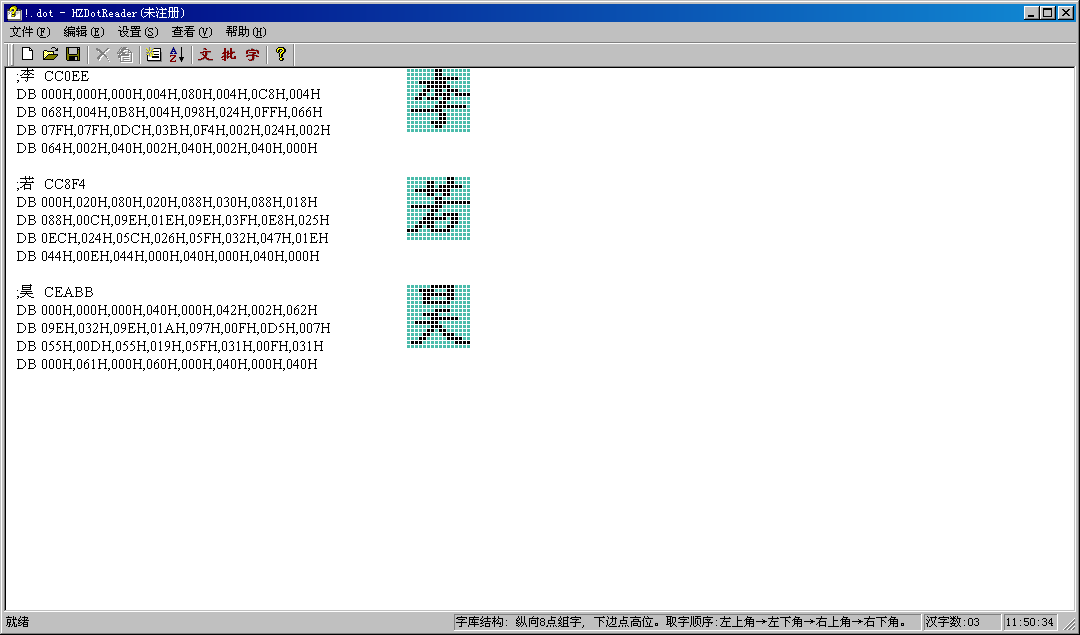 !.dot - HZDotReader(未注册)
文件(F) 编辑(E) 设置(S) 查看(V) 帮助(H)
文 批 字
;李 CC0EE
DB 000H,000H,000H,004H,080H,004H,0C8H,004H
DB 068H,004H,0B8H,004H,098H,024H,0FFH,066H
DB 07FH,07FH,0DCH,03BH,0F4H,002H,024H,002H
DB 064H,002H,040H,002H,040H,002H,040H,000H
;若 CC8F4
DB 000H,020H,080H,020H,088H,030H,088H,018H
DB 088H,00CH,09EH,01EH,09EH,03FH,0E8H,025H
DB 0ECH,024H,05CH,026H,05FH,032H,047H,01EH
DB 044H,00EH,044H,000H,040H,000H,040H,000H
;昊 CEABB
DB 000H,000H,000H,040H,000H,042H,002H,062H
DB 09EH,032H,09EH,01AH,097H,00FH,0D5H,007H
DB 055H,00DH,055H,019H,05FH,031H,00FH,031H
DB 000H,061H,000H,060H,000H,040H,000H,040H
李
若
昊
就绪 字库结构: 纵向8点组字, 下边点高位。取字顺序:左上角→左下角→右上角→右下角。 汉字数:03 11:50:34